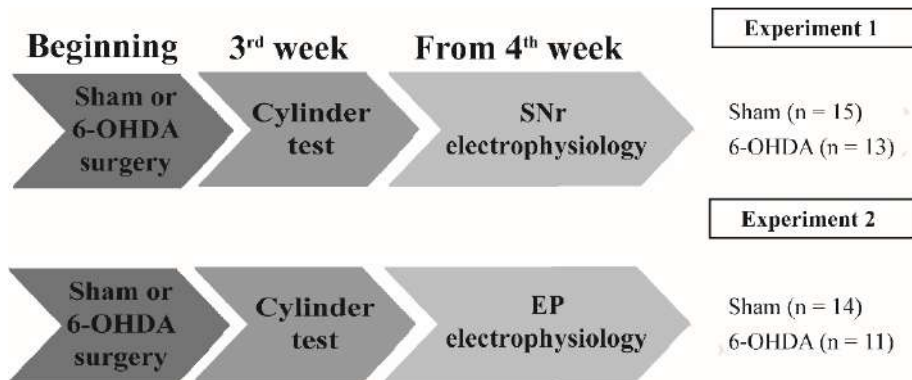 Beginning
3rd week
From 4th week
Experiment 1
Sham or
6-OHDA
surgery
Cylinder
test
SNr
electrophysiology
Sham (n = 15)
6-OHDA (n = 13)
Experiment 2
Sham or
6-OHDA
surgery
Cylinder
test
EP
electrophysiology
Sham (n = 14)
6-OHDA (n = 11)